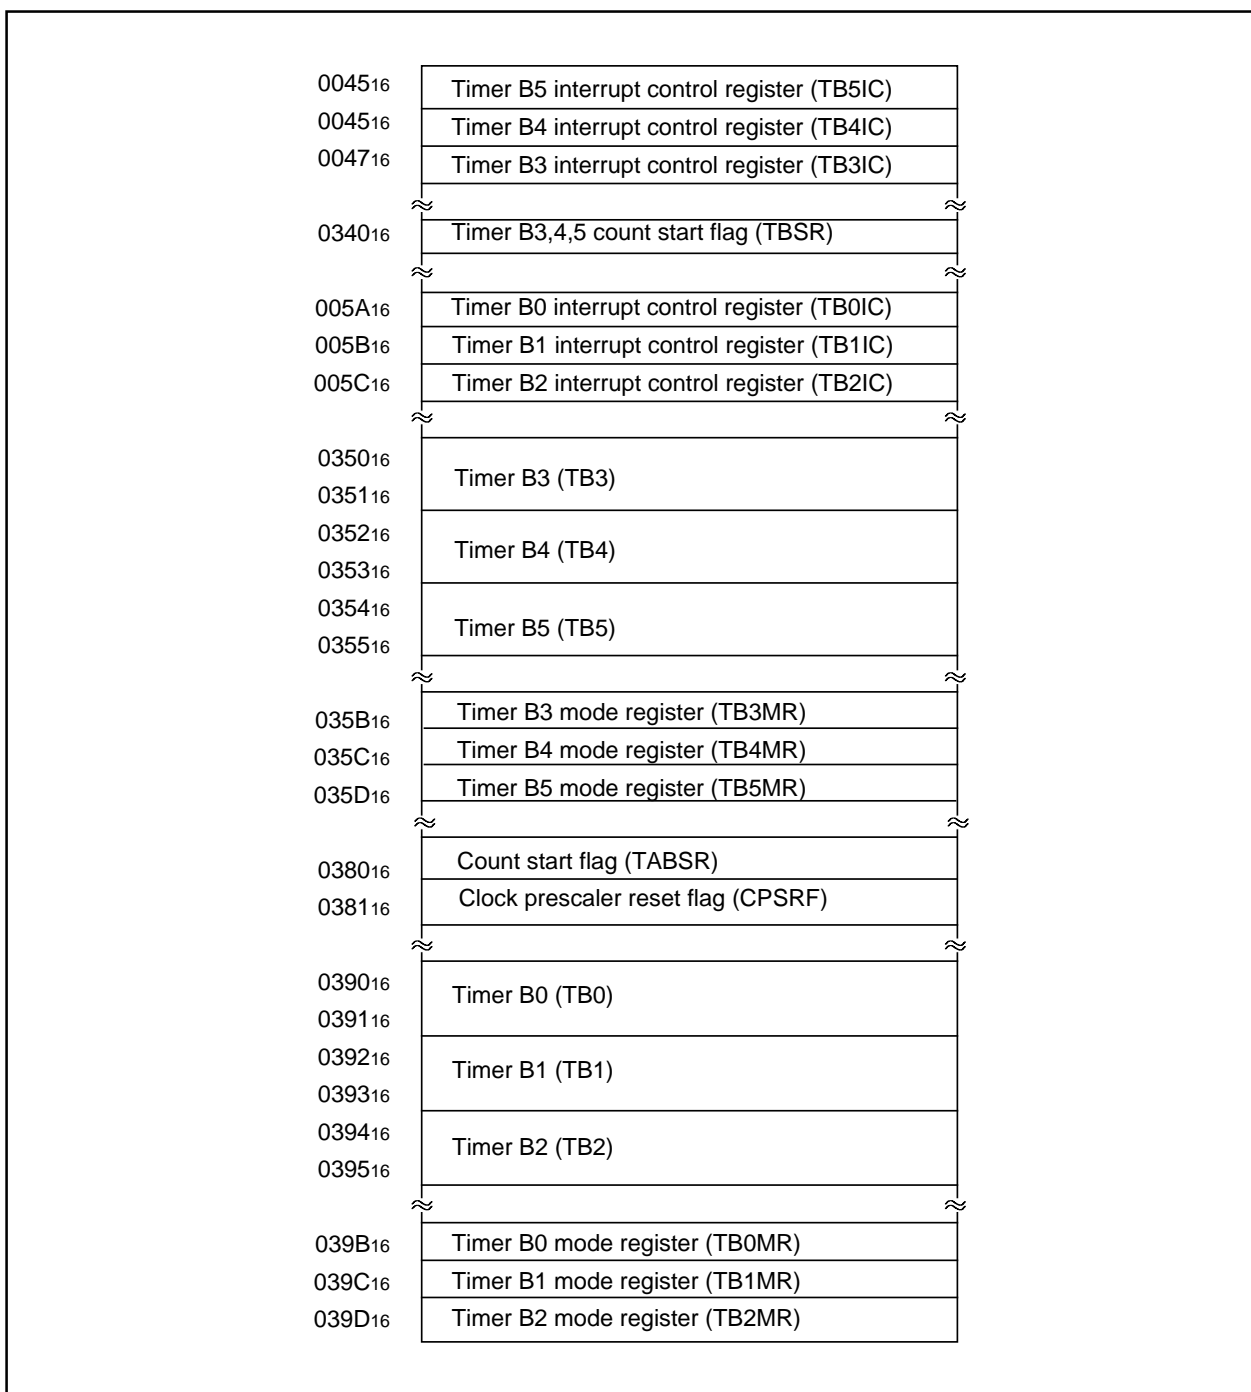 004516 Timer B5 interrupt control register (TB5IC)
004516 Timer B4 interrupt control register (TB4IC)
004716 Timer B3 interrupt control register (TB3IC)
034016 Timer B3,4,5 count start flag (TBSR)
005A16 Timer B0 interrupt control register (TB0IC)
005B16 Timer B1 interrupt control register (TB1IC)
005C16 Timer B2 interrupt control register (TB2IC)
035016
Timer B3 (TB3)
035116
035216
Timer B4 (TB4)
035316
035416
Timer B5 (TB5)
035516
035B16 Timer B3 mode register (TB3MR)
035C16 Timer B4 mode register (TB4MR)
035D16 Timer B5 mode register (TB5MR)
038016 Count start flag (TABSR)
038116 Clock prescaler reset flag (CPSRF)
039016
Timer B0 (TB0)
039116
039216
Timer B1 (TB1)
039316
039416
Timer B2 (TB2)
039516
039B16 Timer B0 mode register (TB0MR)
039C16 Timer B1 mode register (TB1MR)
039D16 Timer B2 mode register (TB2MR)